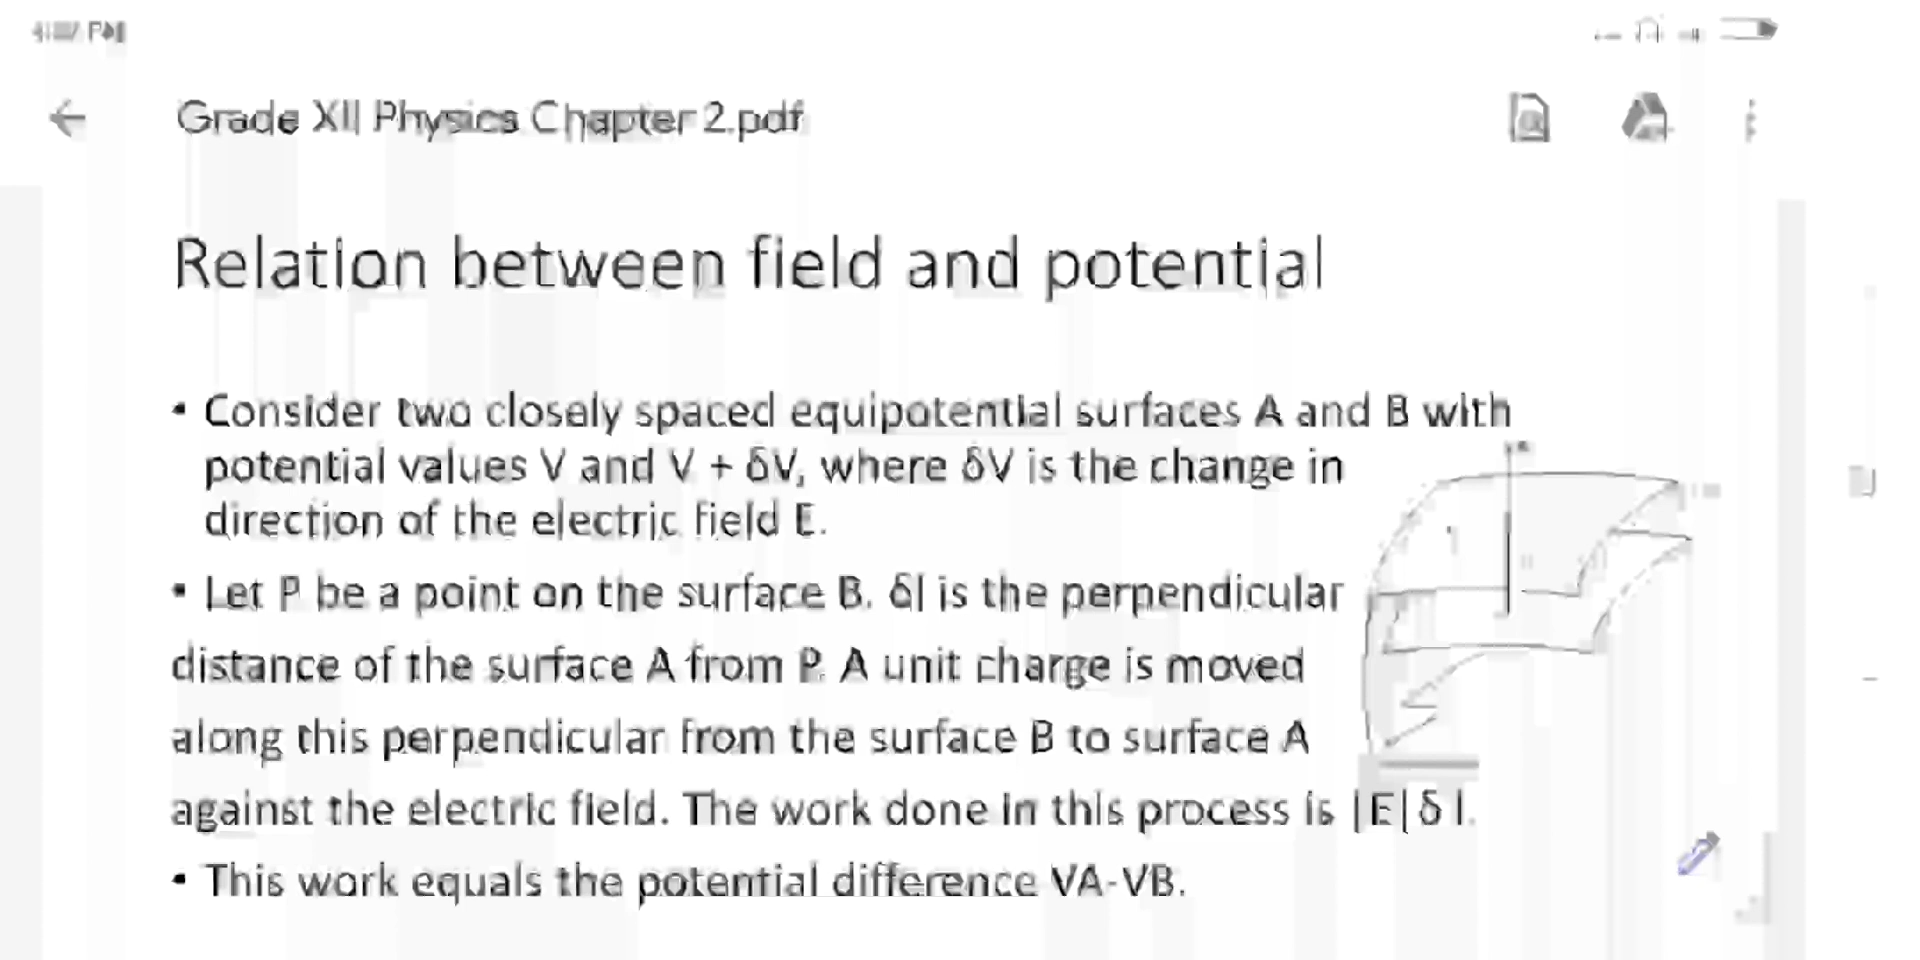 Grade XII Physics Chapter 2.pdf
Relation between field and potential
• Consider two closely spaced equipotential surfaces A and B with
potential values V and V + δV, where δV is the change in
direction of the electric field E.
• Let P be a point on the surface B. δl is the perpendicular
distance of the surface A from P. A unit charge is moved
along this perpendicular from the surface B to surface A
against the electric field. The work done in this process is |E|δ l.
• This work equals the potential difference VA-VB.